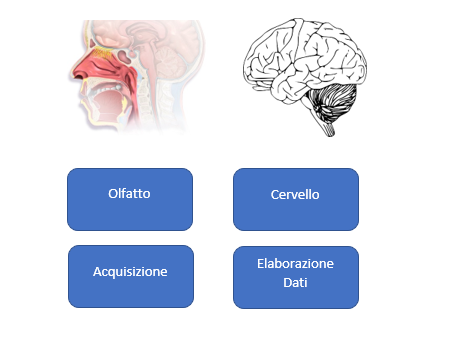 Olfatto
Cervello
Acquisizione
Elaborazione
Dati